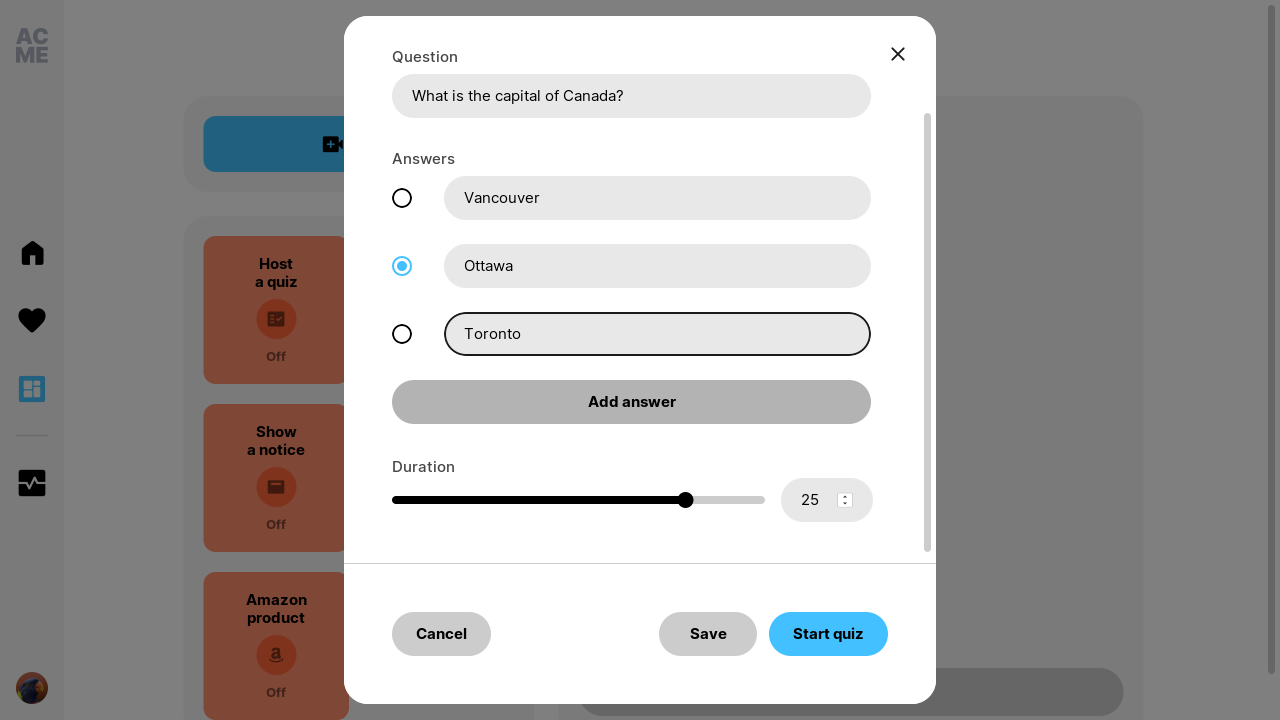 AC
ME
Host
a quiz
Off
Show
a notice
Off
Amazon
product
Off
Question
What is the capital of Canada?
Answers
Vancouver
Ottawa
Toronto
Add answer
Duration
25
Cancel
Save
Start quiz